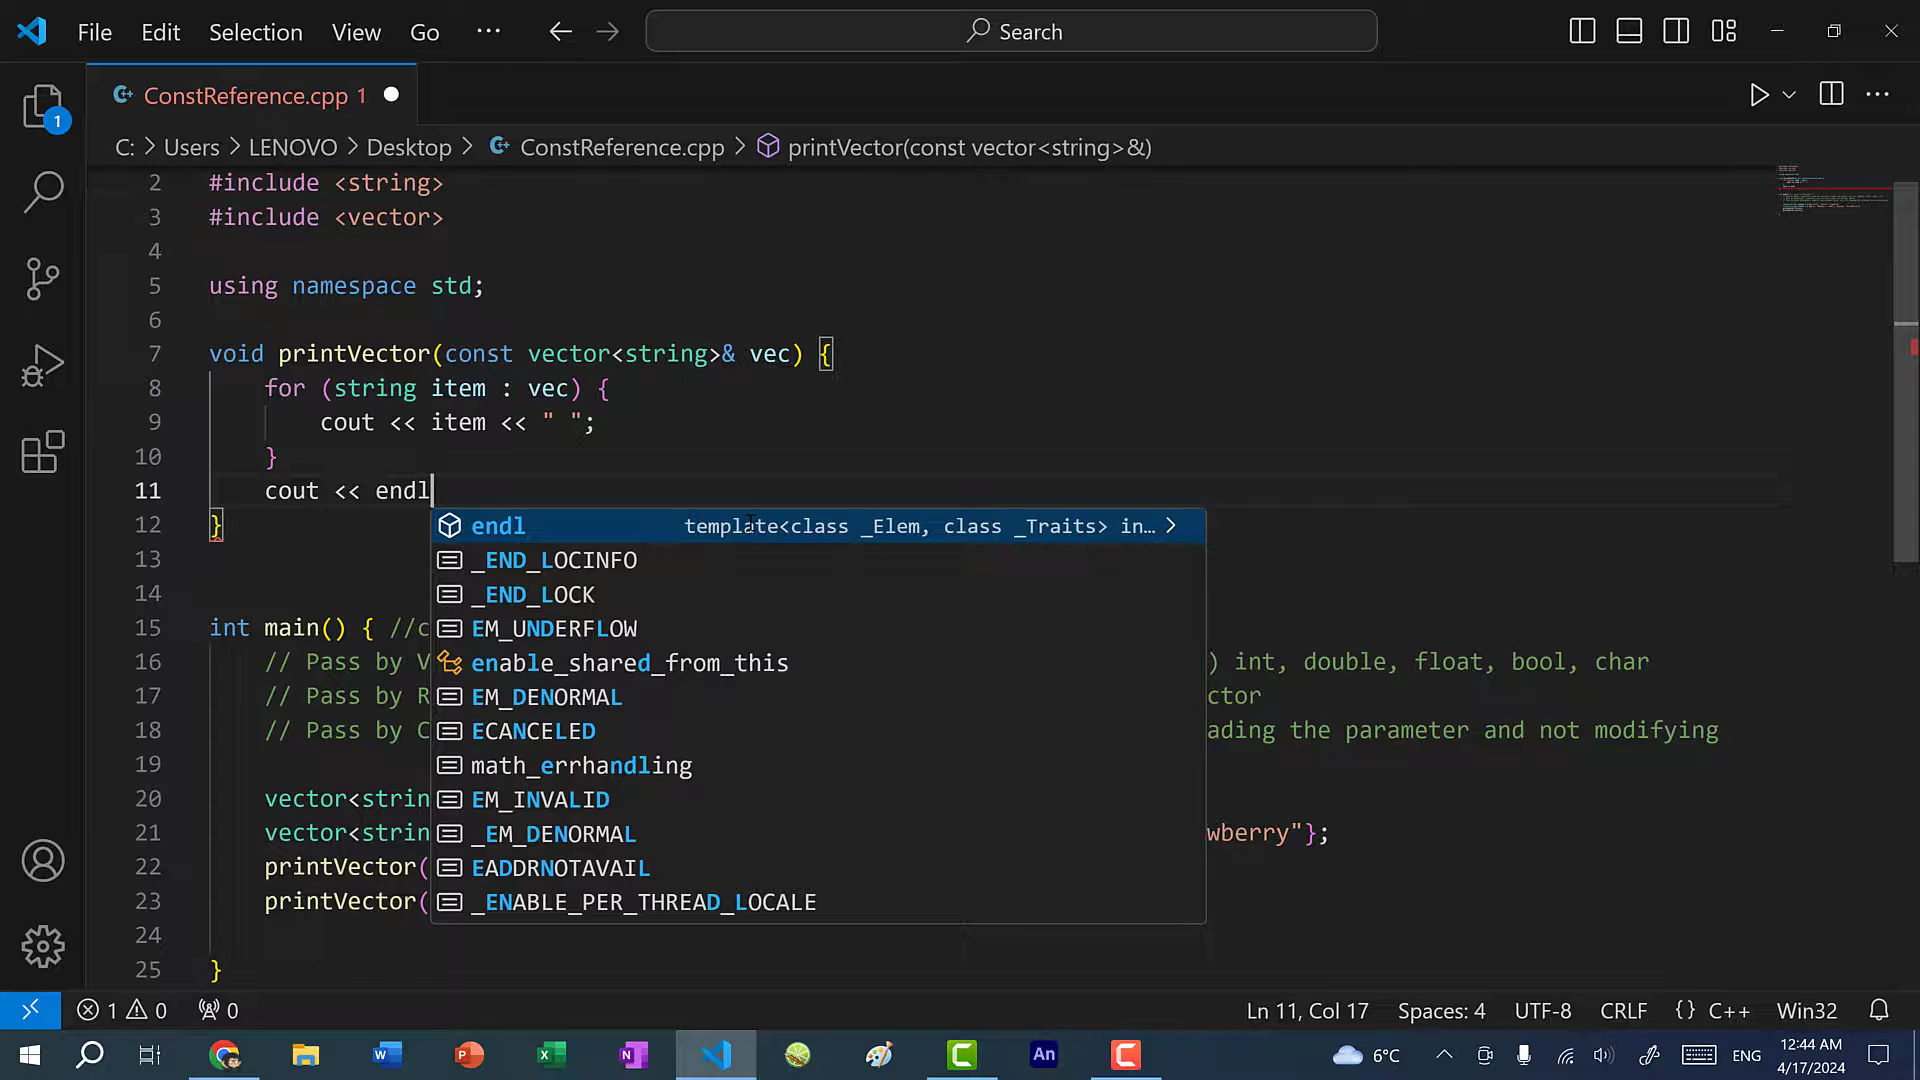 File Edit Selection View Go ··· Search
ConstReference.cpp 1
C: > Users > LENOVO > Desktop > ConstReference.cpp > printVector(const vector<string>&)
2 #include <string>
3 #include <vector>
4
5 using namespace std;
6
7 void printVector(const vector<string>& vec) {
8 for (string item : vec) {
9 cout << item << " ";
10 }
11 cout << endl
12 }
13
14
15 int main() { //c
16 // Pass by V ) int, double, float, bool, char
17 // Pass by R ctor
18 // Pass by C ading the parameter and not modifying
19
20 vector<strin
21 vector<strin wberry"};
22 printVector(
23 printVector(
24
25 }
endl template<class _Elem, class _Traits> in…
_END_LOCINFO
_END_LOCK
EM_UNDERFLOW
enable_shared_from_this
EM_DENORMAL
ECANCELED
math_errhandling
EM_INVALID
_EM_DENORMAL
EADDRNOTAVAIL
_ENABLE_PER_THREAD_LOCALE
1
1 0 0 Ln 11, Col 17 Spaces: 4 UTF-8 CRLF {} C++ Win32
6°C ENG 12:44 AM
4/17/2024